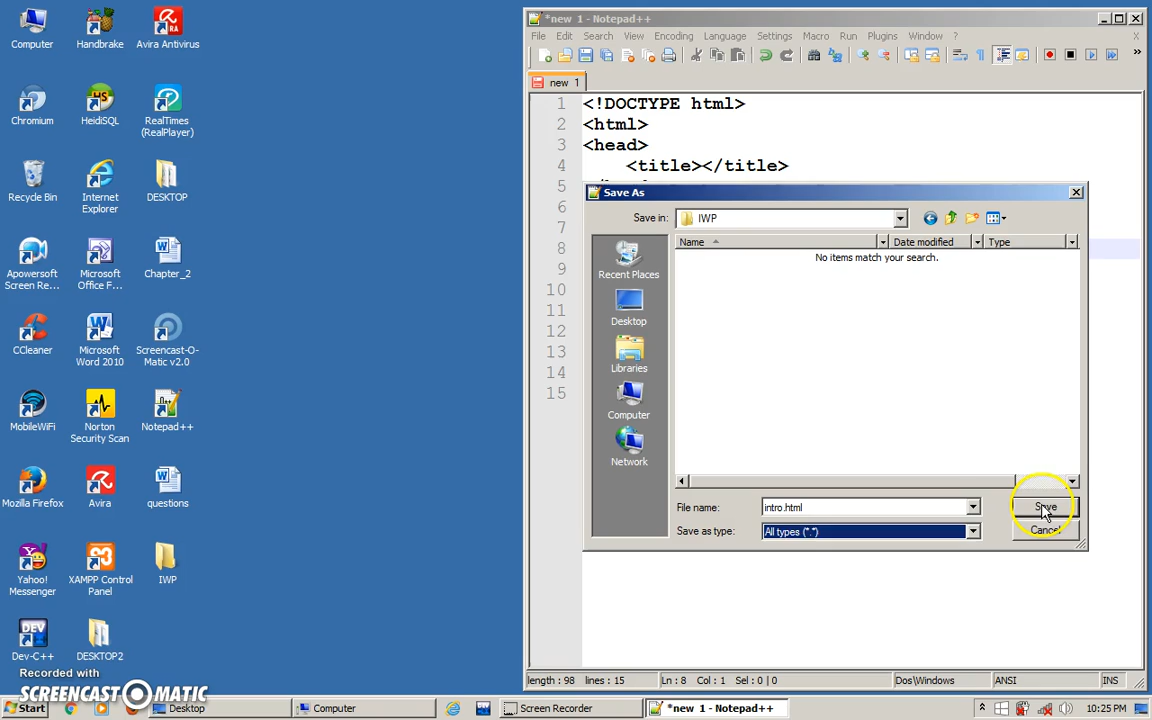 Computer
Handbrake
Avira Antivirus
Chromium
HeidiSQL
RealTimes
(RealPlayer)
Recycle Bin
Internet
Explorer
DESKTOP
Apowersoft
Screen Re...
Microsoft
Office F...
Chapter_2
CCleaner
Microsoft
Word 2010
Screencast-O-
Matic v2.0
MobileWiFi
Norton
Security Scan
Notepad++
Mozilla Firefox
Avira
questions
Yahoo!
Messenger
XAMPP Control
Panel
IWP
Dev-C++
DESKTOP2
Recorded with
SCREENCAST O MATIC
*new 1 - Notepad++
File Edit Search View Encoding Language Settings Macro Run Plugins Window ? X
new 1
1 <!DOCTYPE html>
2 <html>
3 <head>
4 <title></title>
5
6
7
8
9
10
11
12
13
14
15
Save As
Save in: IWP
Name Date modified Type
No items match your search.
Recent Places
Desktop
Libraries
Computer
Network
File name: intro.html Save
Save as type: All types (*.*) Cancel
length : 98 lines : 15 Ln : 8 Col : 1 Sel : 0 | 0 Dos\Windows ANSI INS
Start Desktop Computer Screen Recorder *new 1 - Notepad++ 10:25 PM